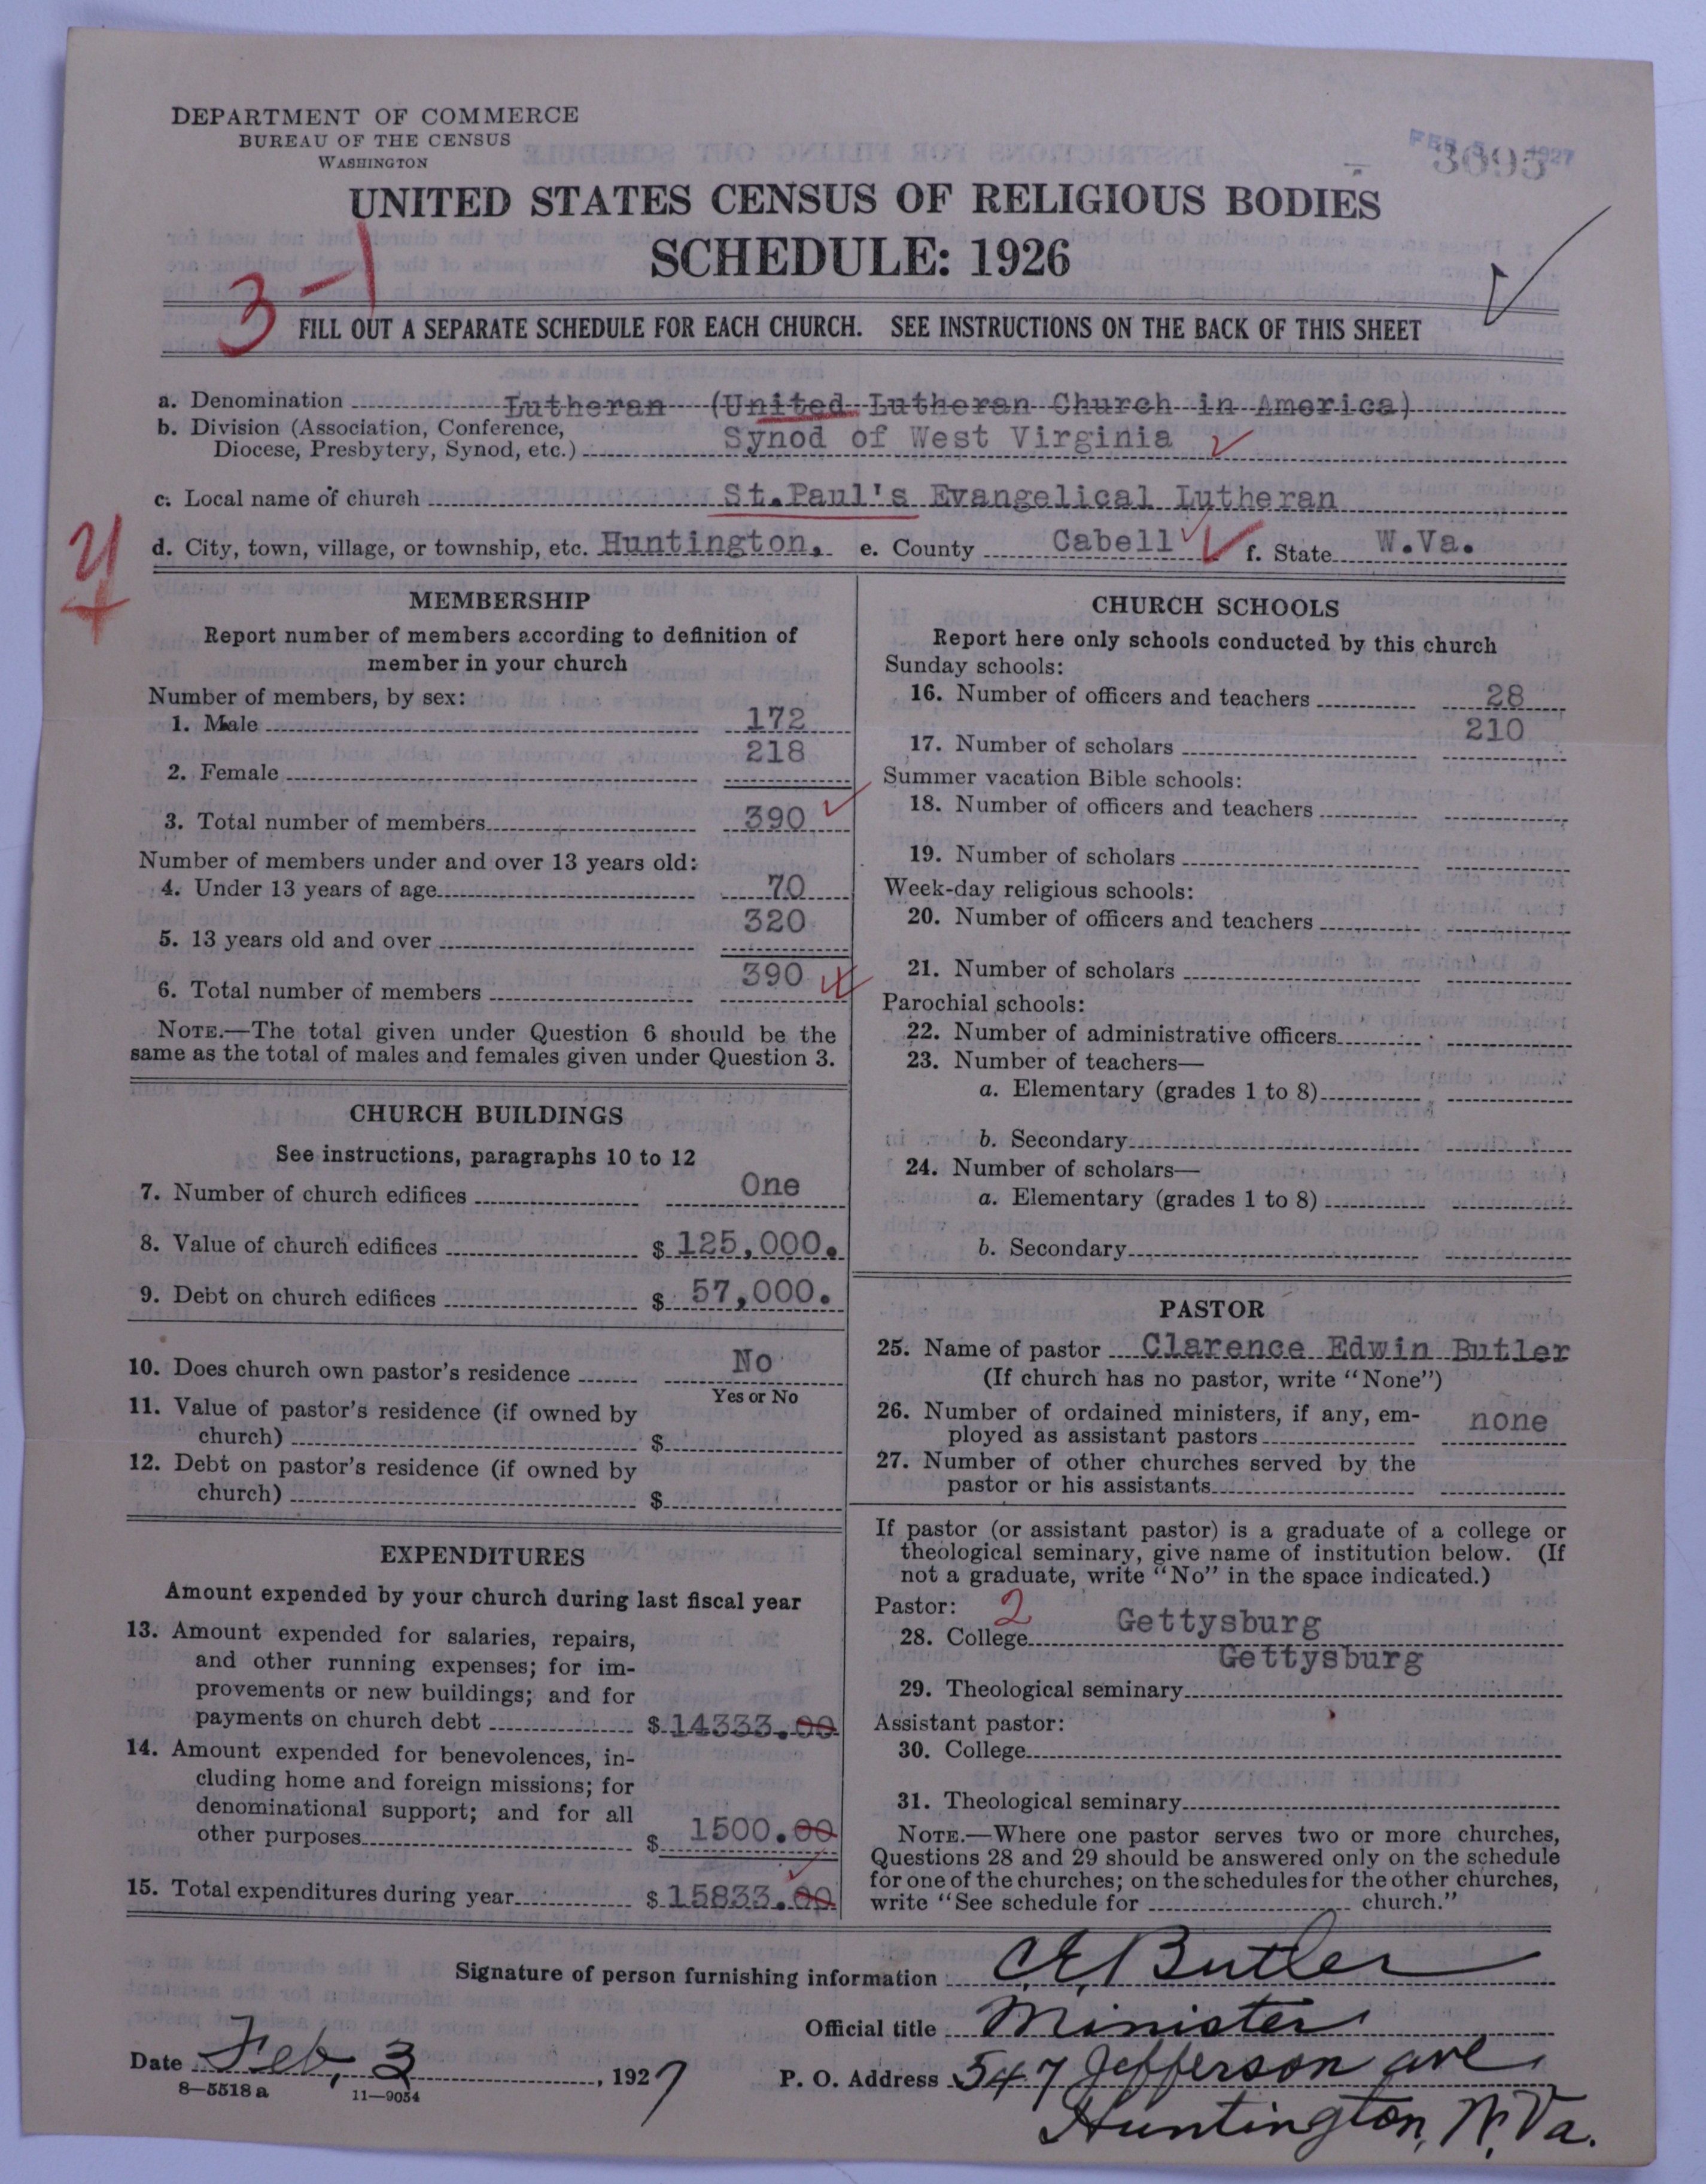 DEPARTMENT OF COMMERCE
BUREAU OF THE CENSUS
WASHINGTON
FEB 1927
3695
UNITED STATES CENSUS OF RELIGIOUS BODIES
SCHEDULE: 1926
3-1
FILL OUT A SEPARATE SCHEDULE FOR EACH CHURCH. SEE INSTRUCTIONS ON THE BACK OF THIS SHEET
a. Denomination Lutheran (United Lutheran Church in America)
b. Division (Association, Conference, Diocese, Presbytery, Synod, etc.) Synod of West Virginia
c. Local name of church St.Paul's Evangelical Lutheran
d. City, town, village, or township, etc. Huntington, e. County Cabell f. State W.Va.
MEMBERSHIP
Report number of members according to definition of
member in your church
Number of members, by sex:
1. Male 172
2. Female 218
3. Total number of members 390
Number of members under and over 13 years old:
4. Under 13 years of age 70
5. 13 years old and over 320
6. Total number of members 390
NOTE.—The total given under Question 6 should be the
same as the total of males and females given under Question 3.
CHURCH BUILDINGS
See instructions, paragraphs 10 to 12
7. Number of church edifices One
8. Value of church edifices $ 125,000.
9. Debt on church edifices $ 57,000.
10. Does church own pastor's residence No
Yes or No
11. Value of pastor's residence (if owned by
church) $
12. Debt on pastor's residence (if owned by
church) $
EXPENDITURES
Amount expended by your church during last fiscal year
13. Amount expended for salaries, repairs,
and other running expenses; for im-
provements or new buildings; and for
payments on church debt $ 14333.00
14. Amount expended for benevolences, in-
cluding home and foreign missions; for
denominational support; and for all
other purposes $ 1500.00
15. Total expenditures during year $ 15833.00
CHURCH SCHOOLS
Report here only schools conducted by this church
Sunday schools:
16. Number of officers and teachers 28
17. Number of scholars 210
Summer vacation Bible schools:
18. Number of officers and teachers
19. Number of scholars
Week-day religious schools:
20. Number of officers and teachers
21. Number of scholars
Parochial schools:
22. Number of administrative officers
23. Number of teachers—
a. Elementary (grades 1 to 8)
b. Secondary
24. Number of scholars—
a. Elementary (grades 1 to 8)
b. Secondary
PASTOR
25. Name of pastor Clarence Edwin Butler
(If church has no pastor, write "None")
26. Number of ordained ministers, if any, em-
ployed as assistant pastors none
27. Number of other churches served by the
pastor or his assistants
If pastor (or assistant pastor) is a graduate of a college or
theological seminary, give name of institution below. (If
not a graduate, write "No" in the space indicated.)
Pastor: 2
28. College Gettysburg
29. Theological seminary Gettysburg
Assistant pastor:
30. College
31. Theological seminary
NOTE.—Where one pastor serves two or more churches,
Questions 28 and 29 should be answered only on the schedule
for one of the churches; on the schedules for the other churches,
write "See schedule for church."
Signature of person furnishing information C.E. Butler
Official title Minister
Date Feb. 3, 1927
P. O. Address 547 Jefferson ave
Huntington, W.Va.
8—5518 a 11—9054